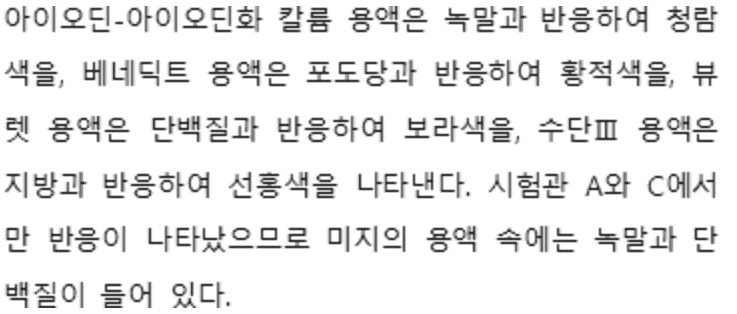 아이오딘-아이오딘화 칼륨 용액은 녹말과 반응하여 청람
색을, 베네딕트 용액은 포도당과 반응하여 황적색을, 뷰
렛 용액은 단백질과 반응하여 보라색을, 수단Ⅲ 용액은
지방과 반응하여 선홍색을 나타낸다. 시험관 A와 C에서
만 반응이 나타났으므로 미지의 용액 속에는 녹말과 단
백질이 들어 있다.